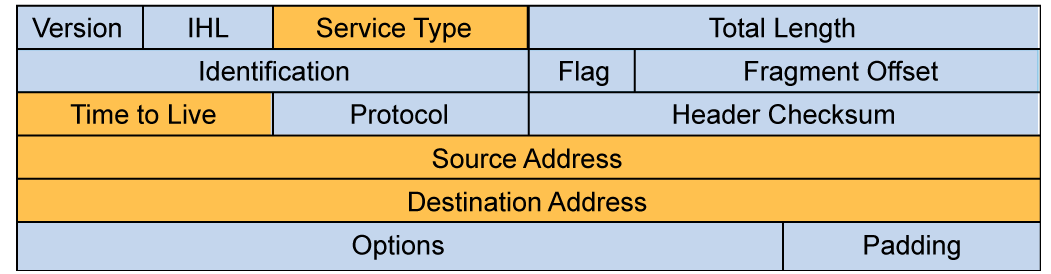 Version IHL Service Type Total Length
Identification Flag Fragment Offset
Time to Live Protocol Header Checksum
Source Address
Destination Address
Options Padding